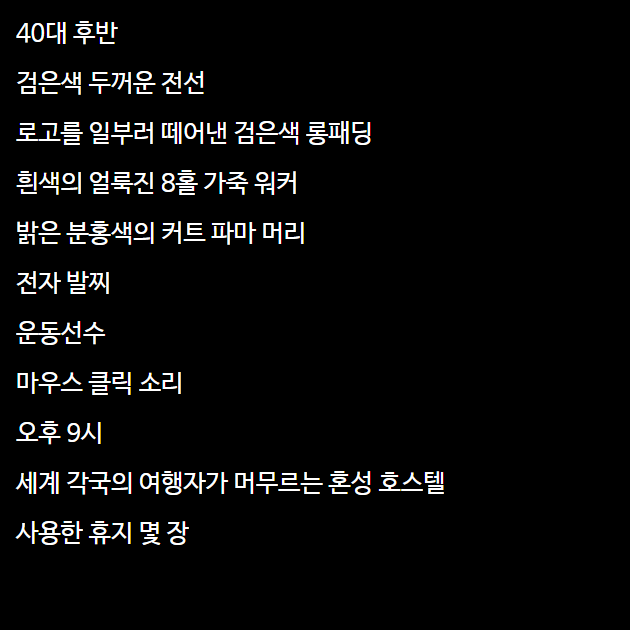 40대 후반
검은색 두꺼운 전선
로고를 일부러 떼어낸 검은색 롱패딩
흰색의 얼룩진 8홀 가죽 워커
밝은 분홍색의 커트 파마 머리
전자 발찌
운동선수
마우스 클릭 소리
오후 9시
세계 각국의 여행자가 머무르는 혼성 호스텔
사용한 휴지 몇 장